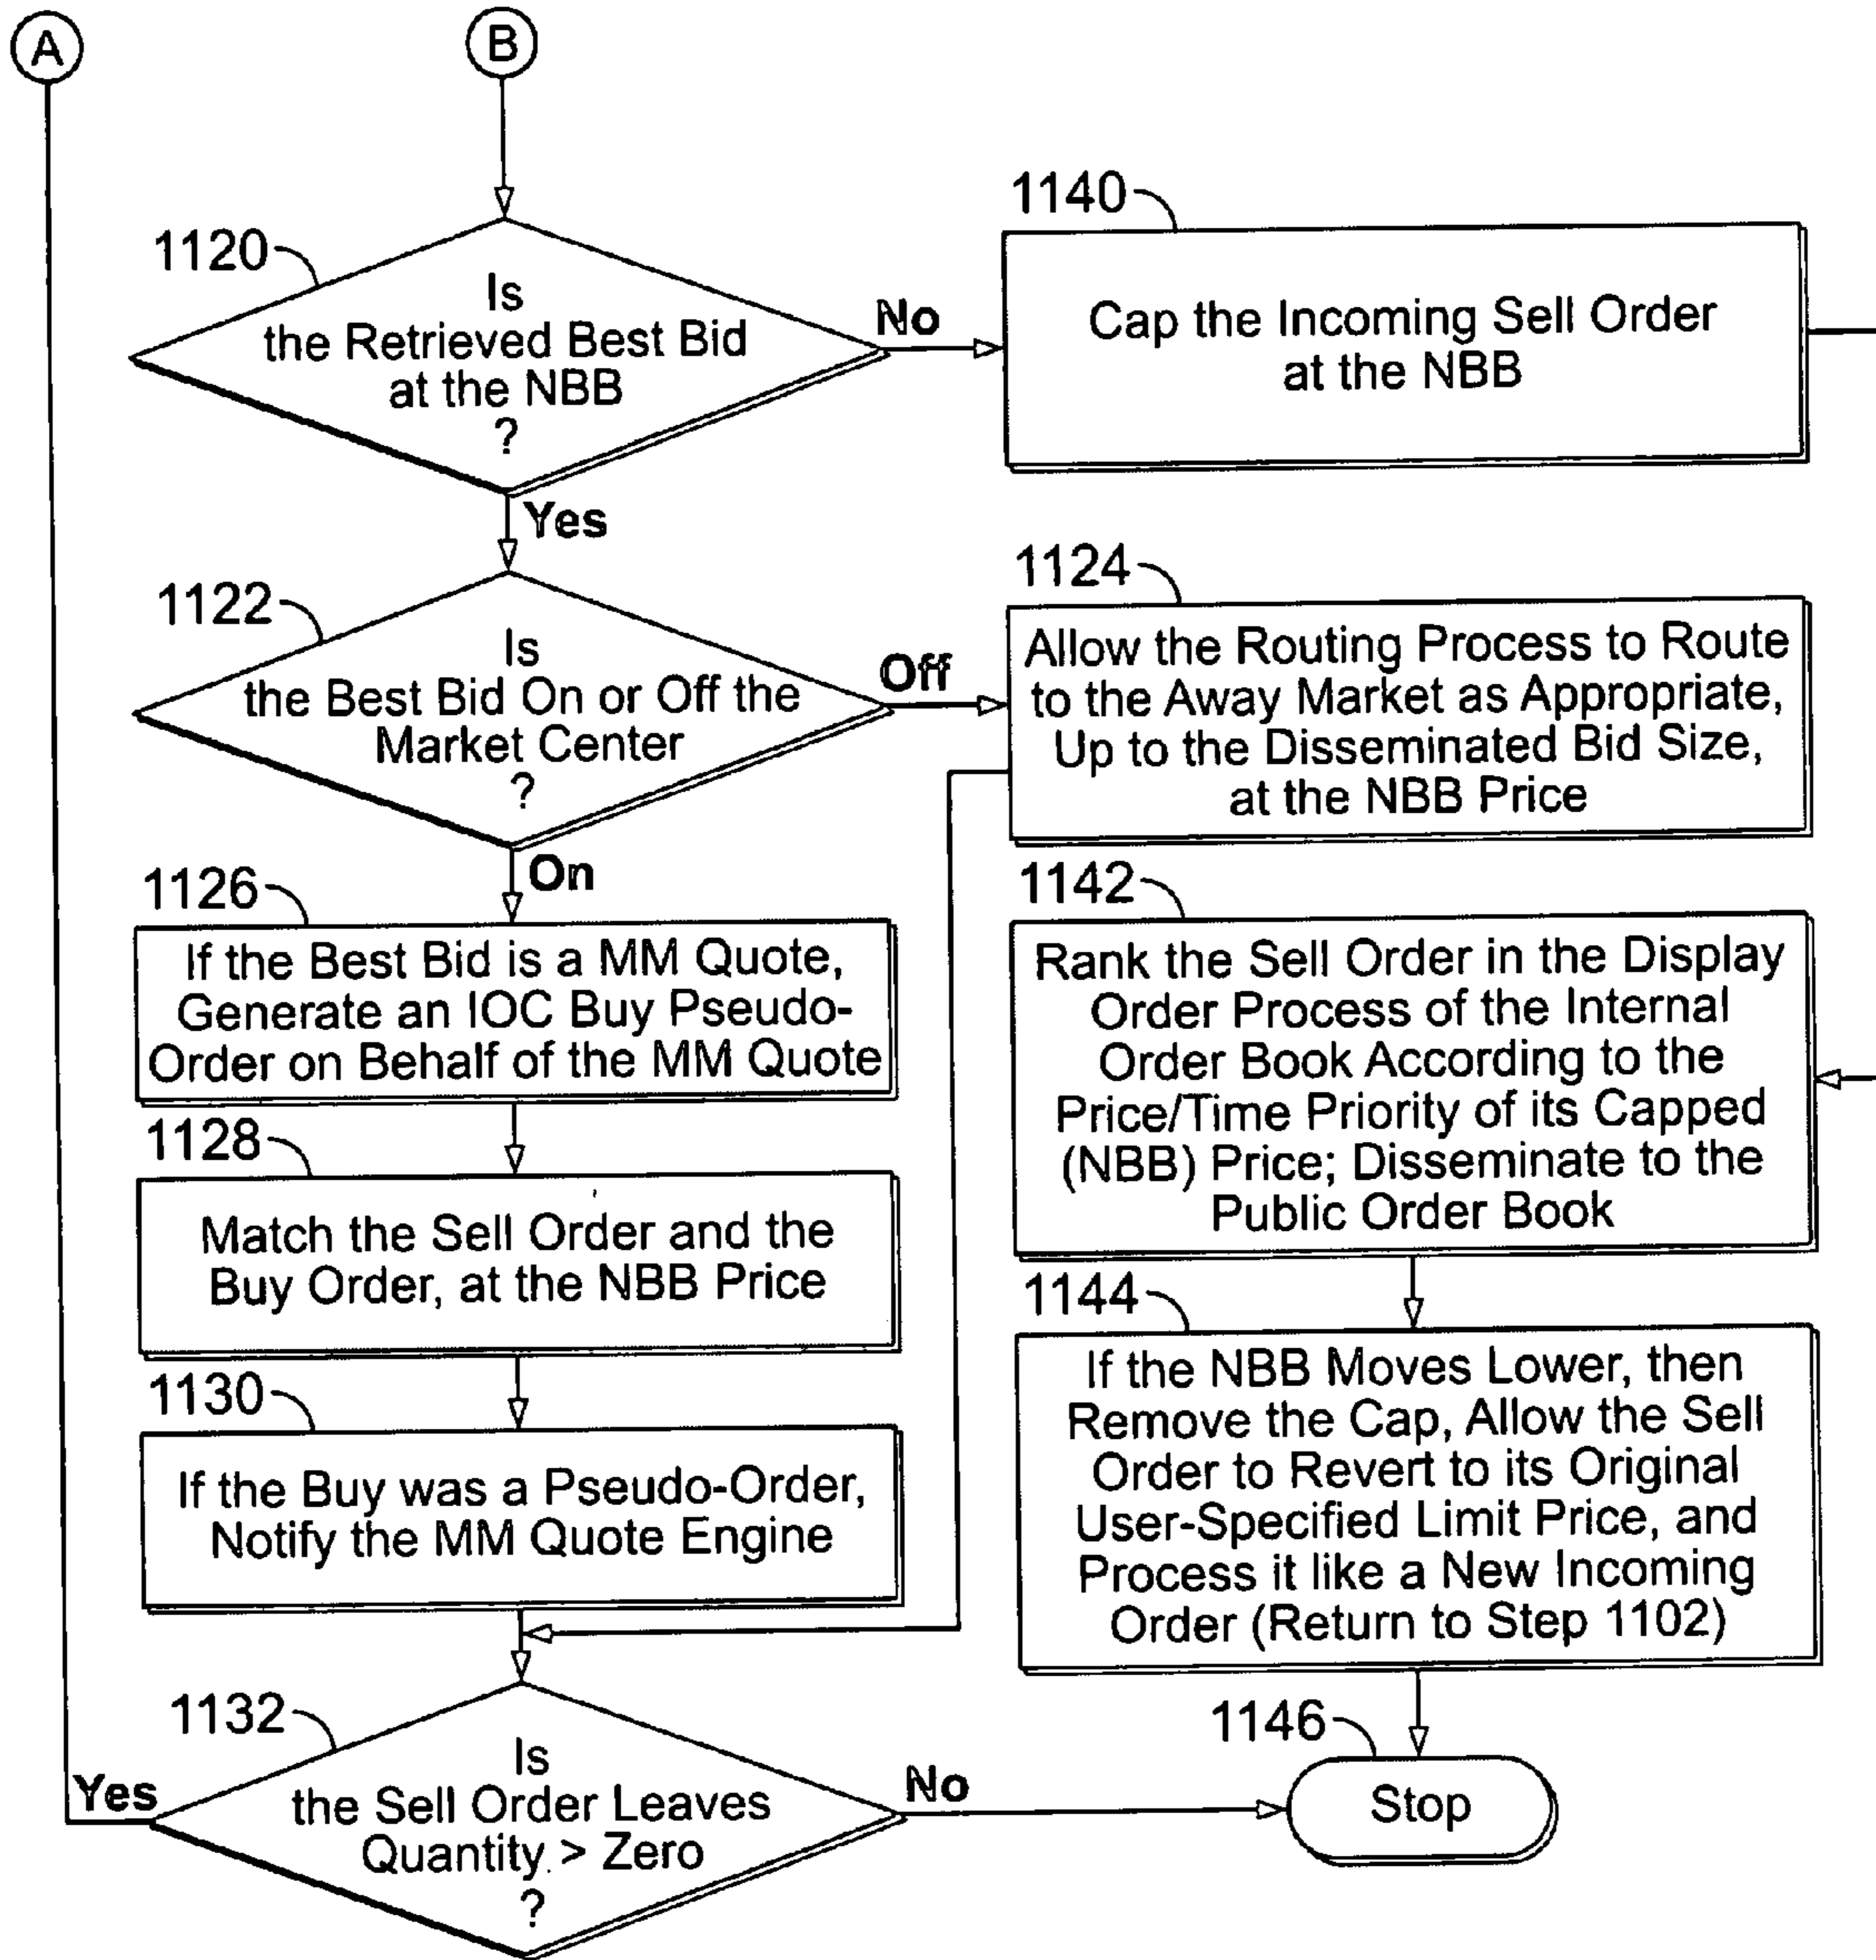 A
B
1120
Is
the Retrieved Best Bid
at the NBB
?
No
Yes
1140
Cap the Incoming Sell Order
at the NBB
1122
Is
the Best Bid On or Off the
Market Center
?
Off
On
1124
Allow the Routing Process to Route
to the Away Market as Appropriate,
Up to the Disseminated Bid Size,
at the NBB Price
1126
If the Best Bid is a MM Quote,
Generate an IOC Buy Pseudo-
Order on Behalf of the MM Quote
1142
Rank the Sell Order in the Display
Order Process of the Internal
Order Book According to the
Price/Time Priority of its Capped
(NBB) Price; Disseminate to the
Public Order Book
1128
Match the Sell Order and the
Buy Order, at the NBB Price
1144
If the NBB Moves Lower, then
Remove the Cap, Allow the Sell
Order to Revert to its Original
User-Specified Limit Price, and
Process it like a New Incoming
Order (Return to Step 1102)
1130
If the Buy was a Pseudo-Order,
Notify the MM Quote Engine
1132
Is
the Sell Order Leaves
Quantity > Zero
?
Yes
No
1146
Stop